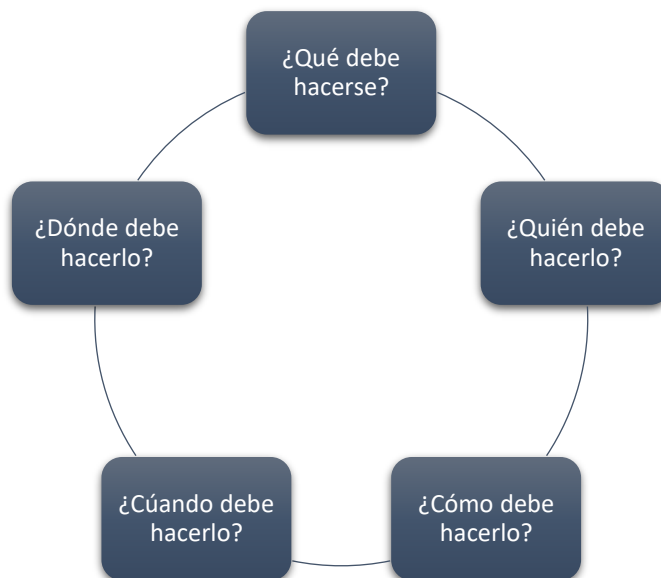 ¿Qué debe
hacerse?
¿Quién debe
hacerlo?
¿Cómo debe
hacerlo?
¿Cúando debe
hacerlo?
¿Dónde debe
hacerlo?